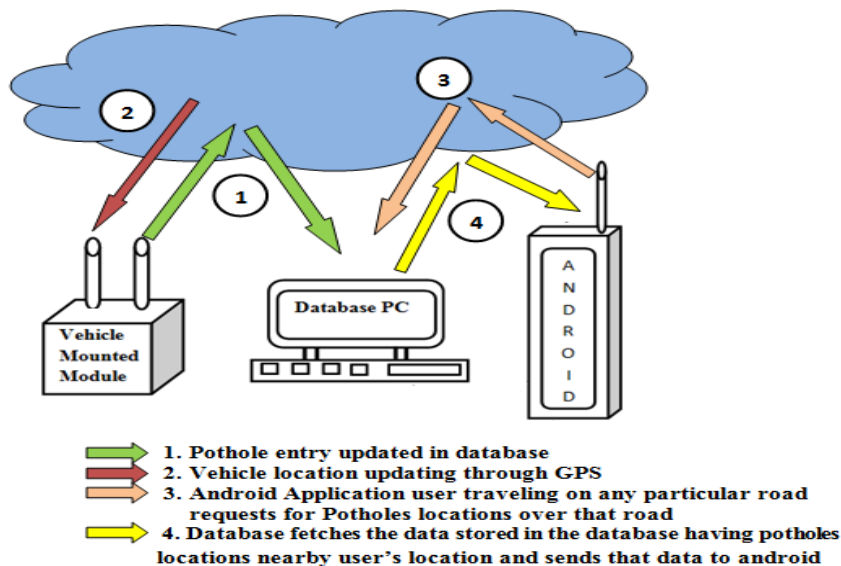 3
2
1
4
Database PC
Vehicle
Mounted
Module
ANDROID
1. Pothole entry updated in database
2. Vehicle location updating through GPS
3. Android Application user traveling on any particular road
requests for Potholes locations over that road
4. Database fetches the data stored in the database having potholes
locations nearby user's location and sends that data to android